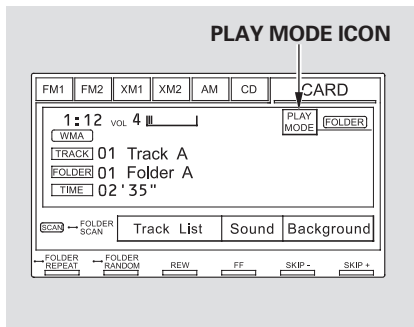 PLAY MODE ICON
FM1 FM2 XM1 XM2 AM CD CARD
1:12 VOL 4 PLAY MODE FOLDER
WMA
TRACK 01 Track A
FOLDER 01 Folder A
TIME 02'35"
SCAN FOLDER SCAN Track List Sound Background
FOLDER REPEAT FOLDER RANDOM REW FF SKIP - SKIP +